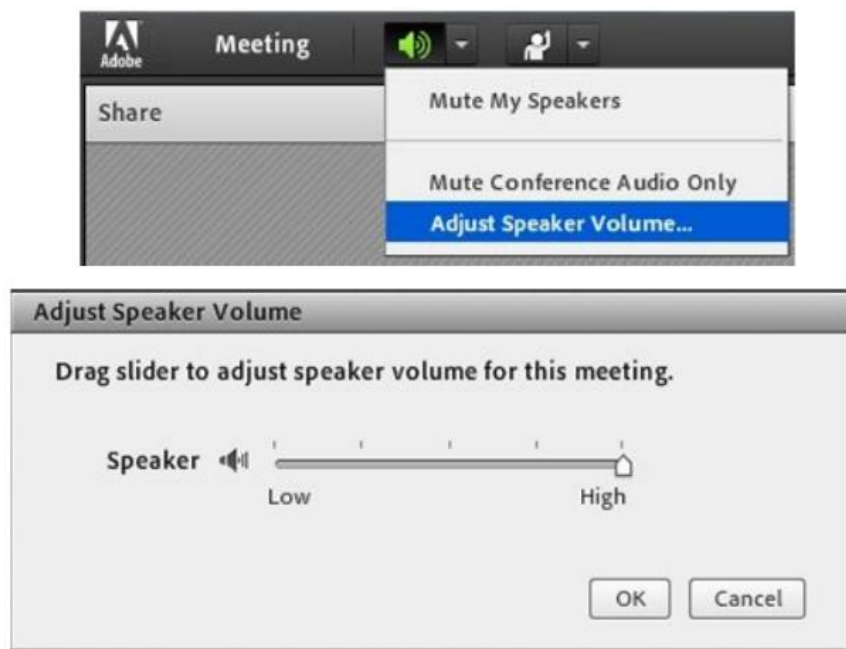 Adobe
Meeting
Share
Mute My Speakers
Mute Conference Audio Only
Adjust Speaker Volume...
Adjust Speaker Volume
Drag slider to adjust speaker volume for this meeting.
Speaker
Low High
OK Cancel